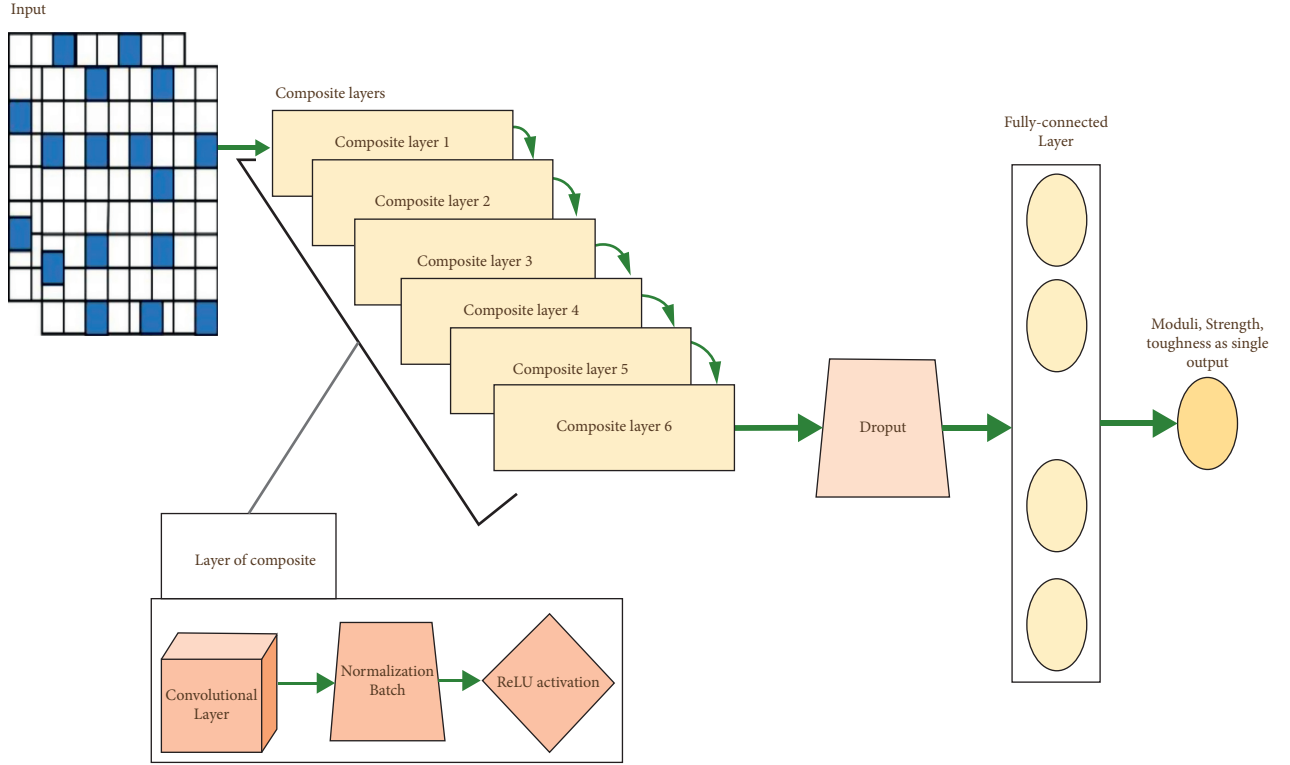 Input
Composite layers
Composite layer 1
Composite layer 2
Composite layer 3
Composite layer 4
Composite layer 5
Composite layer 6
Droput
Fully-connected
Layer
Moduli, Strength,
toughness as single
output
Layer of composite
Convolutional
Layer
Normalization
Batch
ReLU activation